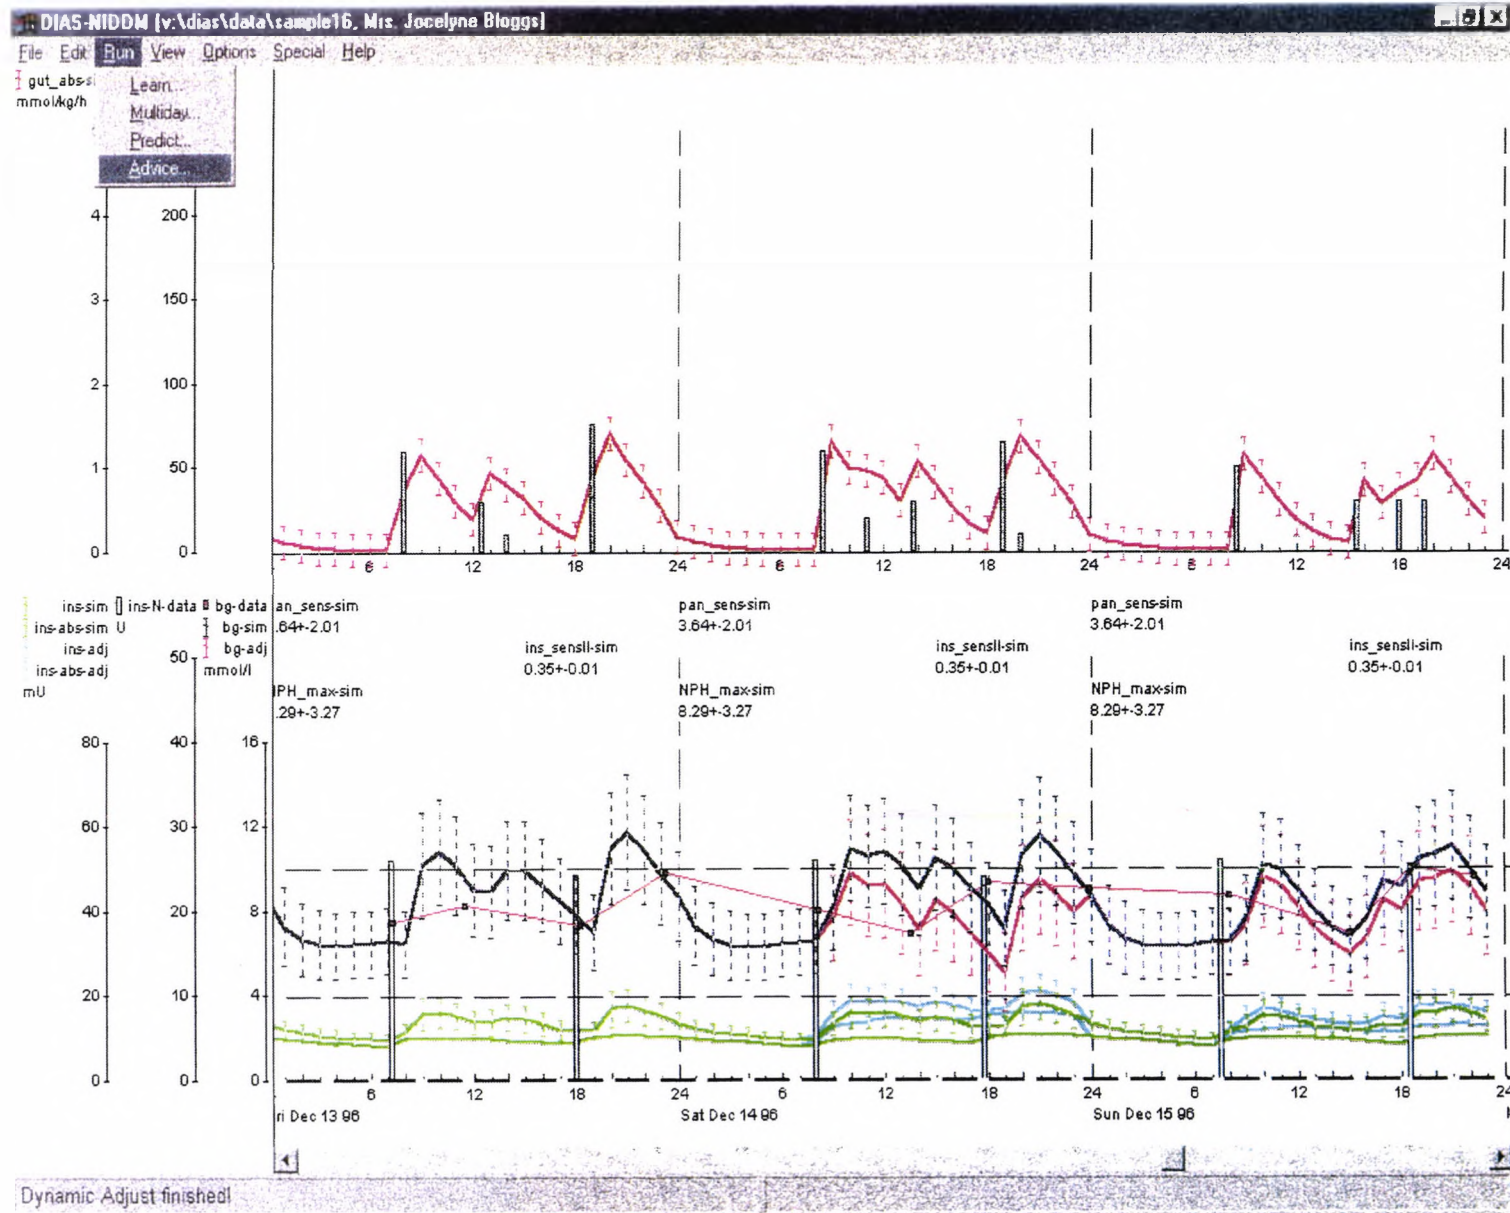 DIAS-NIDDM [v:\dias\data\sample16, Mrs. Jocelyne Bloggs]
File Edit Run View Options Special Help
gut_abs-s
mmol/kg/h
Learn...
Multiday...
Predict...
Advice...
4 200
3 150
2 100
1 50
0 0
6 12 18 24 6 12 18 24 6 12 18 24
ins-sim ins-N-data bg-data an_sens-sim pan_sens-sim pan_sens-sim
ins-abs-sim U bg-sim .64+-2.01 3.64+-2.01 3.64+-2.01
ins-adj bg-adj ins_sensII-sim ins_sensII-sim ins_sensII-sim
ins-abs-adj 50 mmol/l 0.35+-0.01 0.35+-0.01 0.35+-0.01
mU
IPH_max-sim NPH_max-sim NPH_max-sim
.29+-3.27 8.29+-3.27 8.29+-3.27
80 40 16
60 30 12
40 20 8
20 10 4
0 0 0
6 12 18 24 6 12 18 24 6 12 18 24
ri Dec 13 96 Sat Dec 14 96 Sun Dec 15 96
Dynamic Adjust finished!